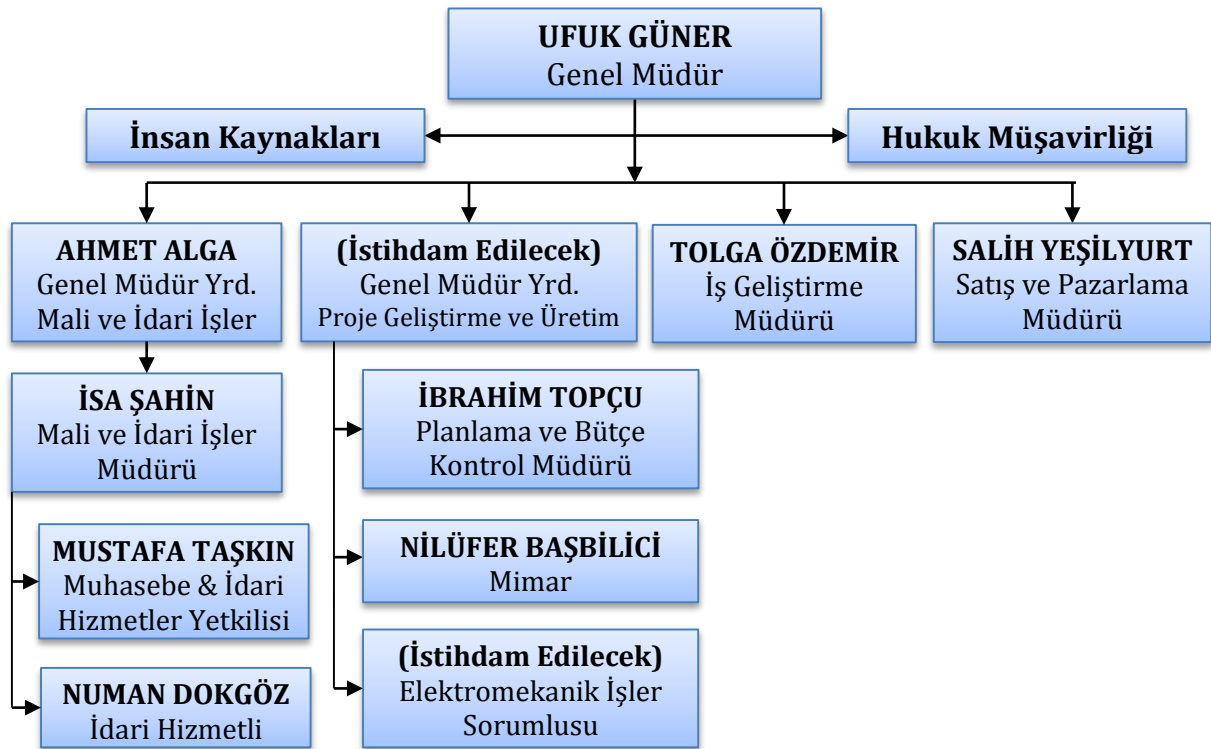 UFUK GÜNER
Genel Müdür
İnsan Kaynakları
Hukuk Müşavirliği
AHMET ALGA
Genel Müdür Yrd.
Mali ve İdari İşler
(İstihdam Edilecek)
Genel Müdür Yrd.
Proje Geliştirme ve Üretim
TOLGA ÖZDEMİR
İş Geliştirme
Müdürü
SALİH YEŞİLYURT
Satış ve Pazarlama
Müdürü
İSA ŞAHİN
Mali ve İdari İşler
Müdürü
MUSTAFA TAŞKIN
Muhasebe & İdari
Hizmetler Yetkilisi
NUMAN DOKGÖZ
İdari Hizmetli
İBRAHİM TOPÇU
Planlama ve Bütçe
Kontrol Müdürü
NİLÜFER BAŞBİLİCİ
Mimar
(İstihdam Edilecek)
Elektromekanik İşler
Sorumlusu